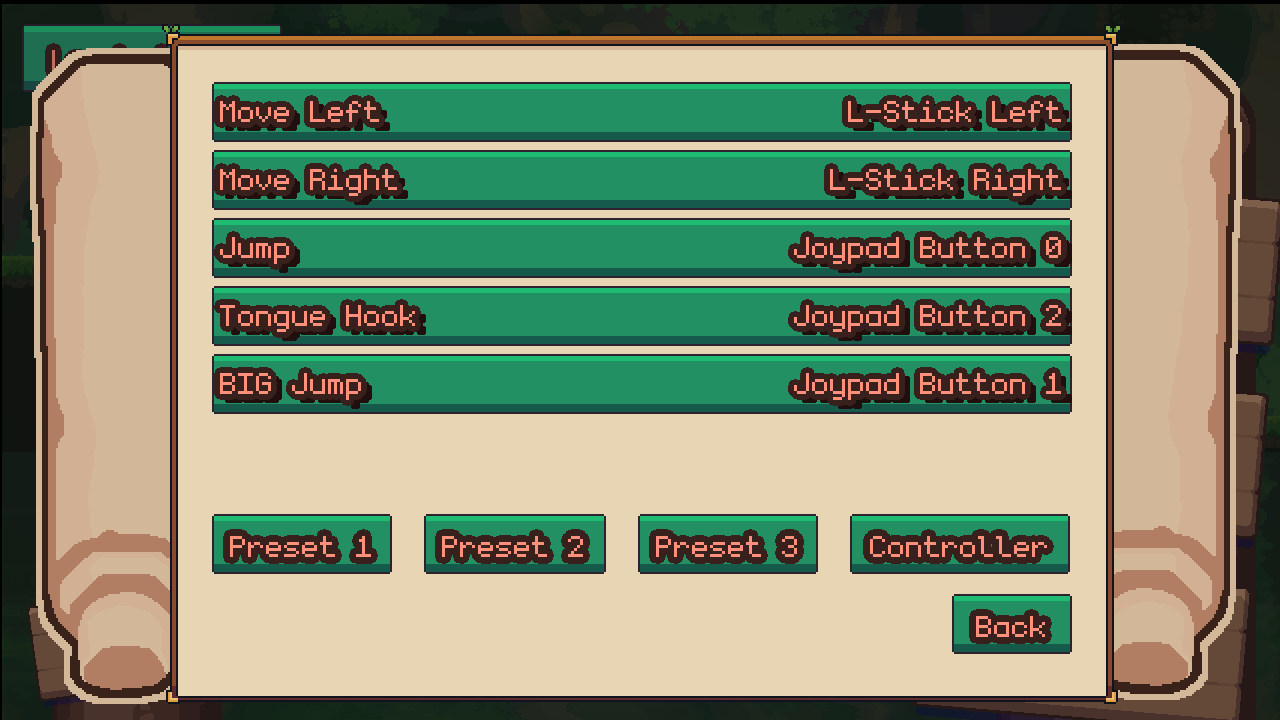 Move Left L-Stick Left
Move Right L-Stick Right
Jump Joypad Button 0
Tongue Hook Joypad Button 2
BIG Jump Joypad Button 1
Preset 1 Preset 2 Preset 3 Controller
Back